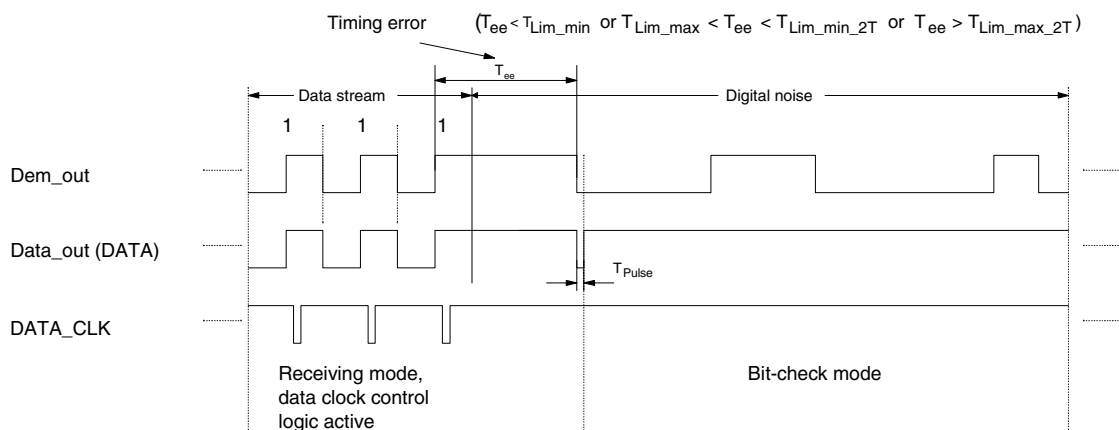 Timing error (T_ee < T_Lim_min or T_Lim_max < T_ee < T_Lim_min_2T or T_ee > T_Lim_max_2T)
T_ee
Data stream Digital noise
1 1 1
Dem_out
Data_out (DATA)
T_Pulse
DATA_CLK
Receiving mode, Bit-check mode
data clock control
logic active